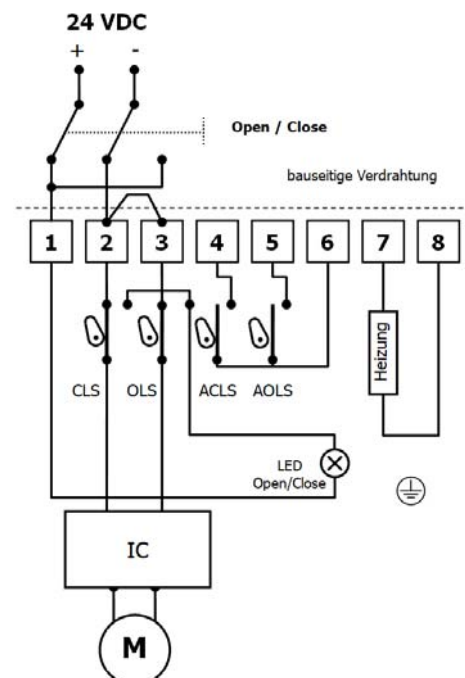 24 VDC
+ -
Open / Close
bauseitige Verdrahtung
1 2 3 4 5 6 7 8
Heizung
CLS OLS ACLS AOLS
LED
Open/Close
IC
M